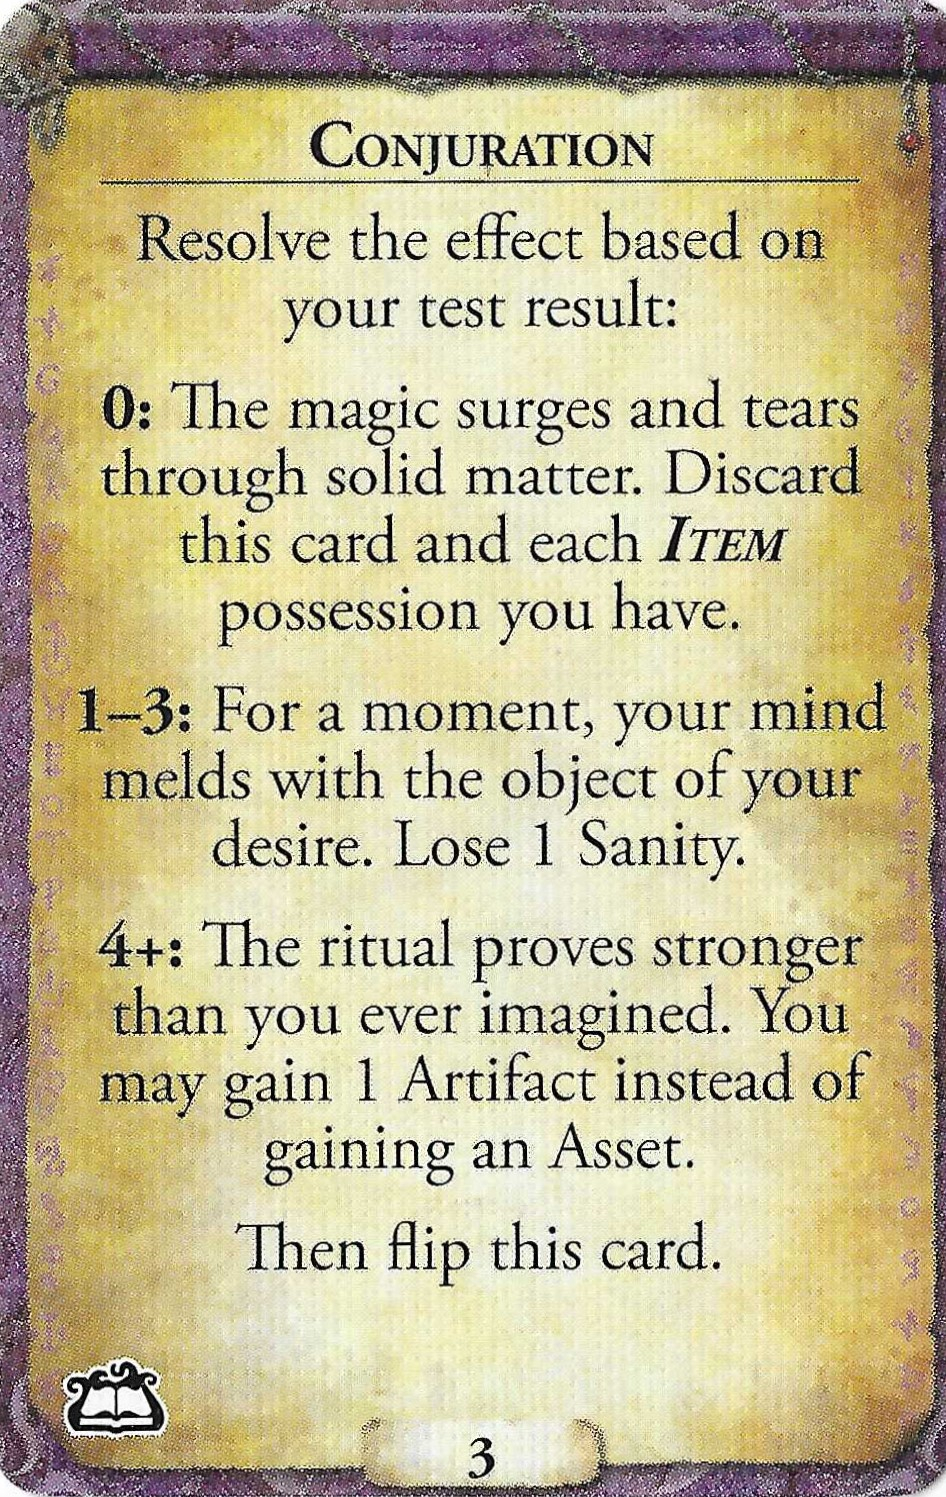 Conjuration
Resolve the effect based on
your test result:
0: The magic surges and tears
through solid matter. Discard
this card and each Item
possession you have.
1–3: For a moment, your mind
melds with the object of your
desire. Lose 1 Sanity.
4+: The ritual proves stronger
than you ever imagined. You
may gain 1 Artifact instead of
gaining an Asset.
Then flip this card.
3